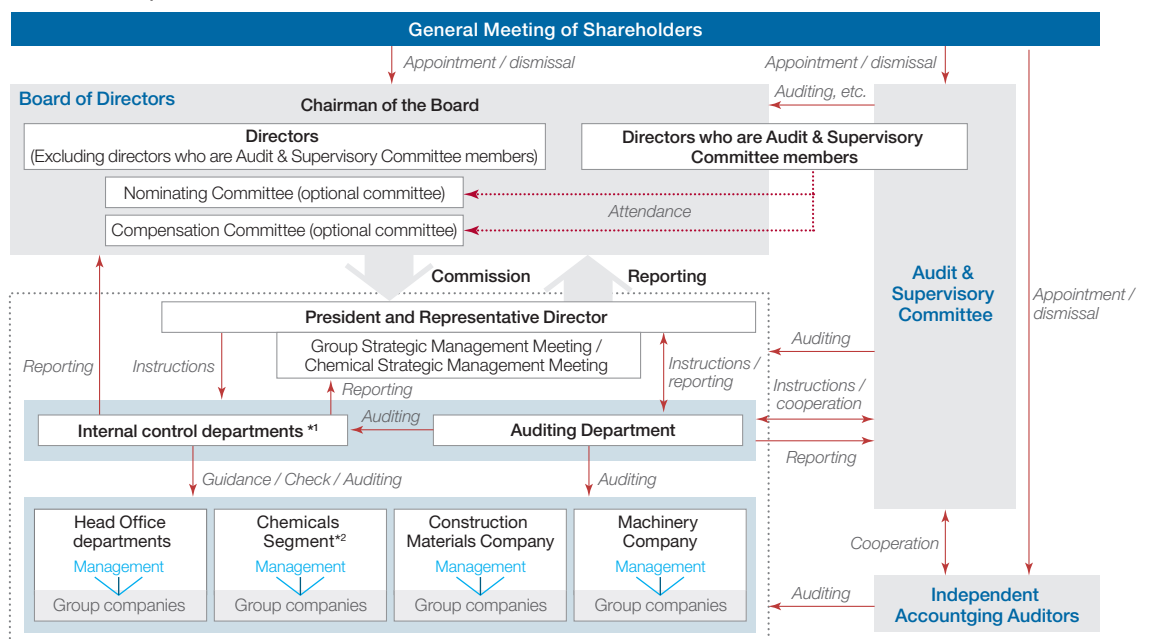 General Meeting of Shareholders
Appointment / dismissal
Appointment / dismissal
Board of Directors
Chairman of the Board
Auditing, etc.
Directors
(Excluding directors who are Audit & Supervisory Committee members)
Directors who are Audit & Supervisory
Committee members
Nominating Committee (optional committee)
Attendance
Compensation Committee (optional committee)
Commission
Reporting
Audit &
Supervisory
Committee
Appointment /
dismissal
President and Representative Director
Group Strategic Management Meeting /
Chemical Strategic Management Meeting
Reporting
Instructions
Instructions /
reporting
Auditing
Reporting
Instructions /
cooperation
Internal control departments *1
Auditing
Auditing Department
Reporting
Guidance / Check / Auditing
Auditing
Head Office
departments
Management
Group companies
Chemicals
Segment*2
Management
Group companies
Construction
Materials Company
Management
Group companies
Machinery
Company
Management
Group companies
Cooperation
Auditing
Independent
Accountging Auditors